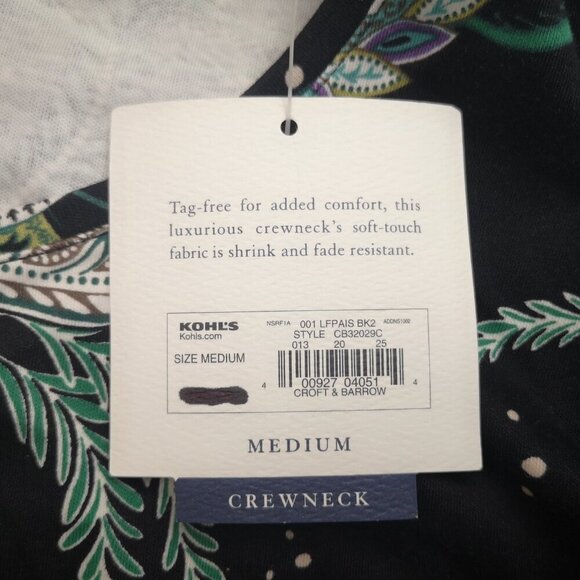 Tag-free for added comfort, this
luxurious crewneck's soft-touch
fabric is shrink and fade resistant.
KOHL'S
Kohls.com
NSRF1A 001 LFPAIS BK2 ADDNS1002
STYLE CB32029C
013 20 25
SIZE MEDIUM
4 00927 04051 4
CROFT & BARROW
MEDIUM
CREWNECK